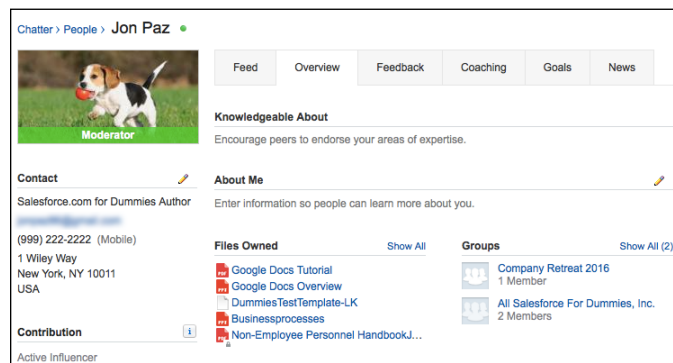 Chatter › People › Jon Paz
Feed
Overview
Feedback
Coaching
Goals
News
Moderator
Knowledgeable About
Encourage peers to endorse your areas of expertise.
Contact
Salesforce.com for Dummies Author
(999) 222-2222 (Mobile)
1 Wiley Way
New York, NY 10011
USA
About Me
Enter information so people can learn more about you.
Files Owned
Show All
Google Docs Tutorial
Google Docs Overview
DummiesTestTemplate-LK
Businessprocesses
Non-Employee Personnel HandbookJ...
Groups
Show All (2)
Company Retreat 2016
1 Member
All Salesforce For Dummies, Inc.
2 Members
Contribution
Active Influencer